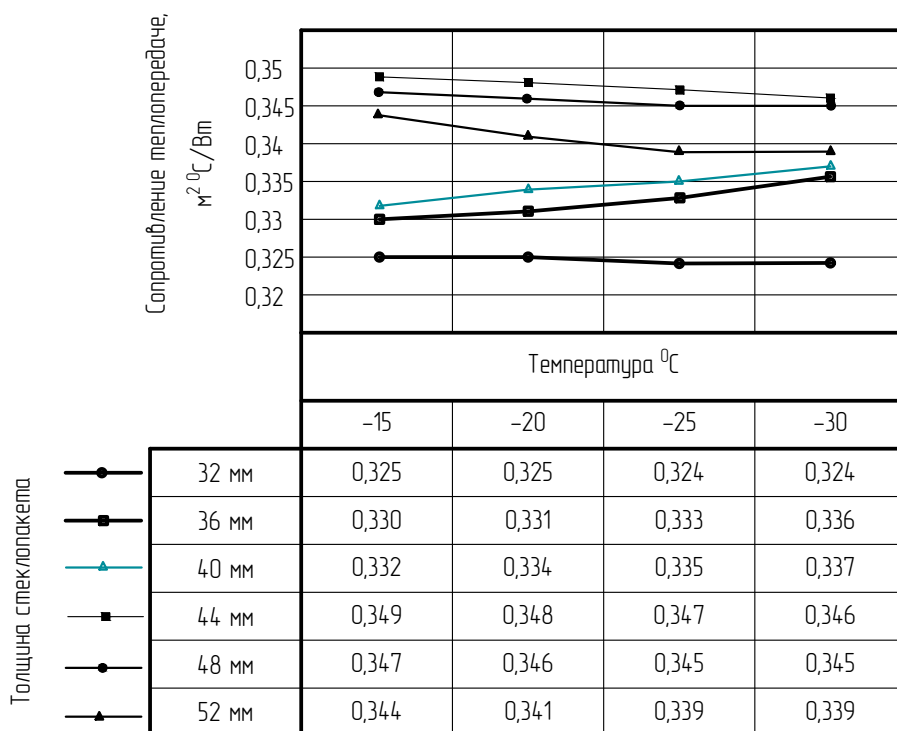 Сопротивление теплопередаче,
м² ⁰С/Вт
0,35
0,345
0,34
0,335
0,33
0,325
0,32
Температура ⁰С
-15 -20 -25 -30
Толщина стеклопакета
32 мм 0,325 0,325 0,324 0,324
36 мм 0,330 0,331 0,333 0,336
40 мм 0,332 0,334 0,335 0,337
44 мм 0,349 0,348 0,347 0,346
48 мм 0,347 0,346 0,345 0,345
52 мм 0,344 0,341 0,339 0,339